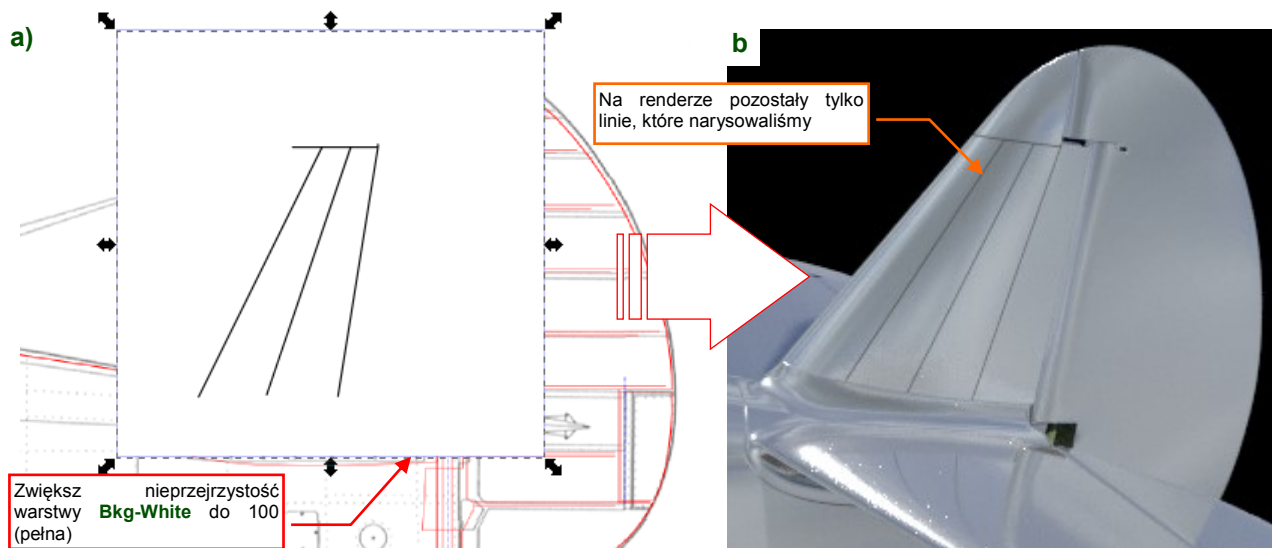 a)
b
Na renderze pozostały tylko
linie, które narysowaliśmy
Zwiększ nieprzejrzystość
warstwy Bkg-White do 100
(pełna)